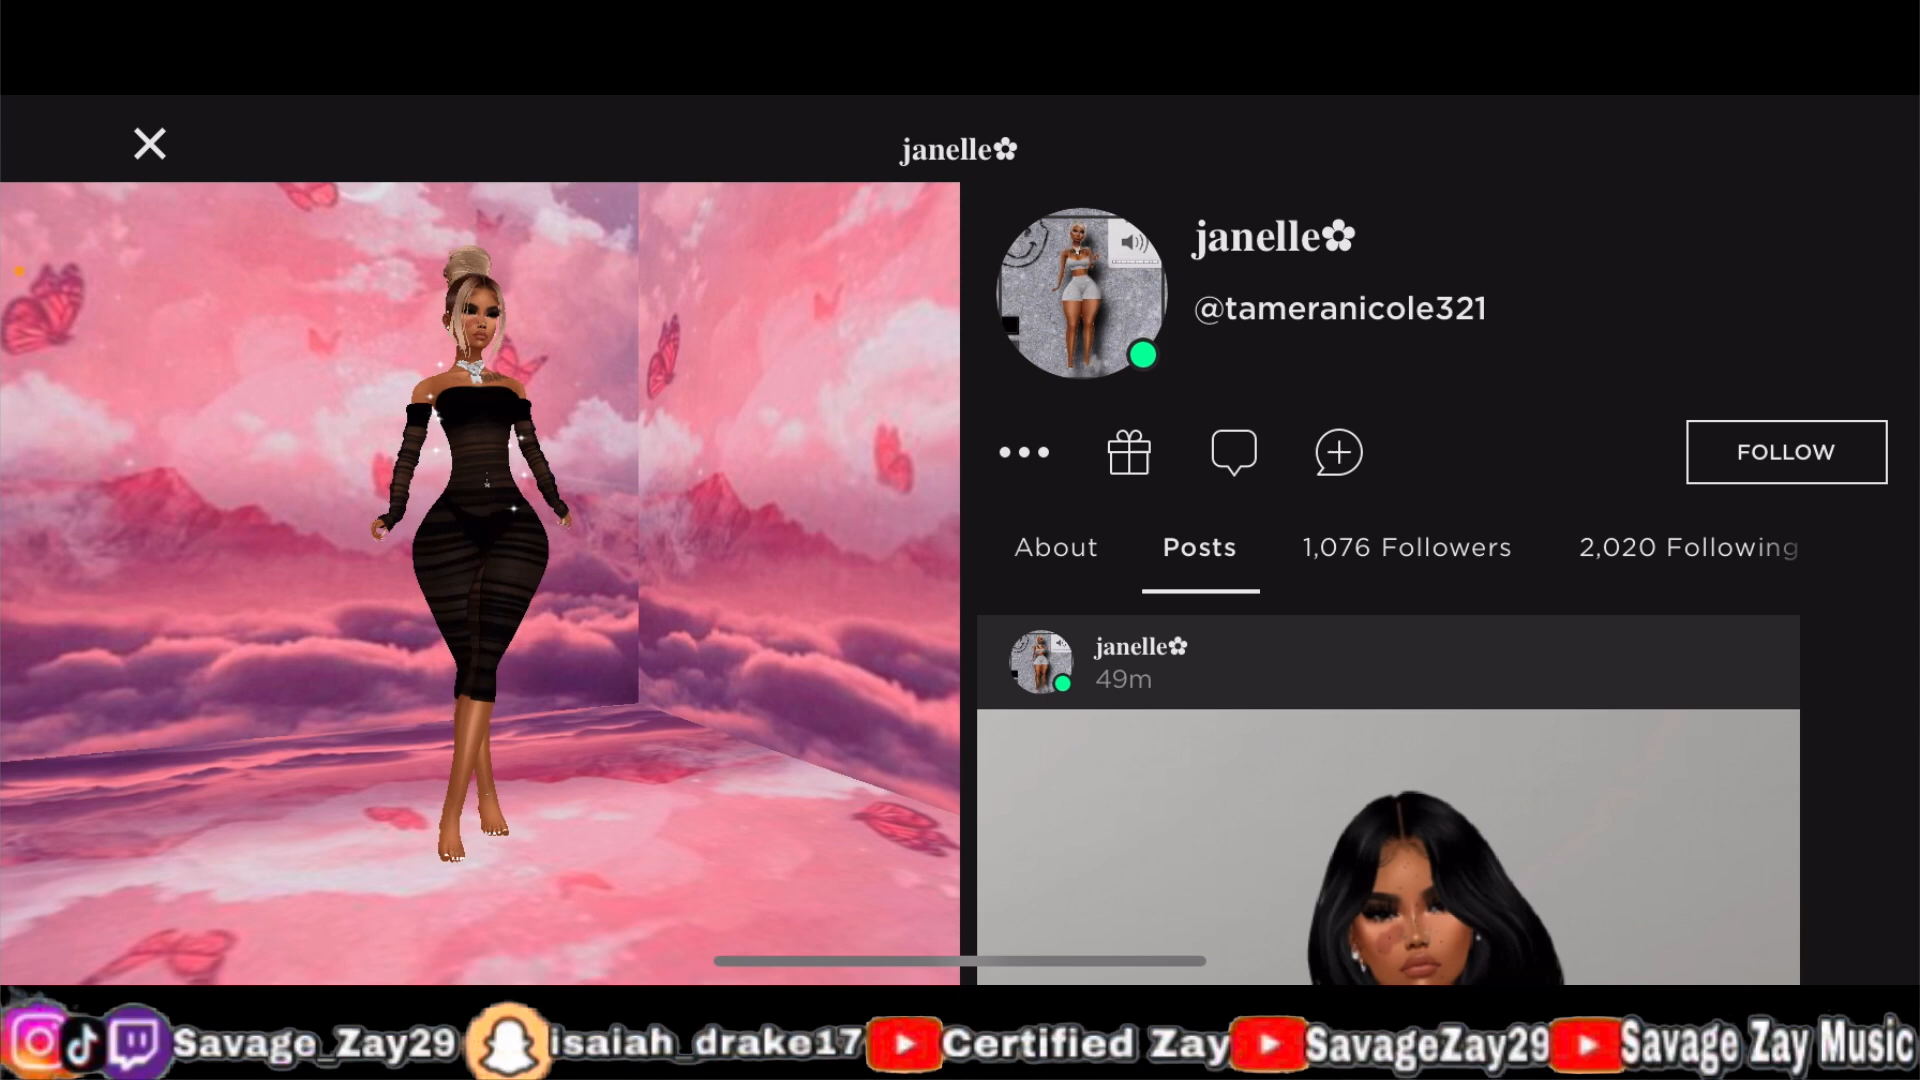 janelle✿
janelle✿
@tameranicole321
FOLLOW
About
Posts
1,076 Followers
2,020 Following
janelle✿
49m
Savage_Zay29
isaiah_drake17
Certified Zay
SavageZay29
Savage Zay Music